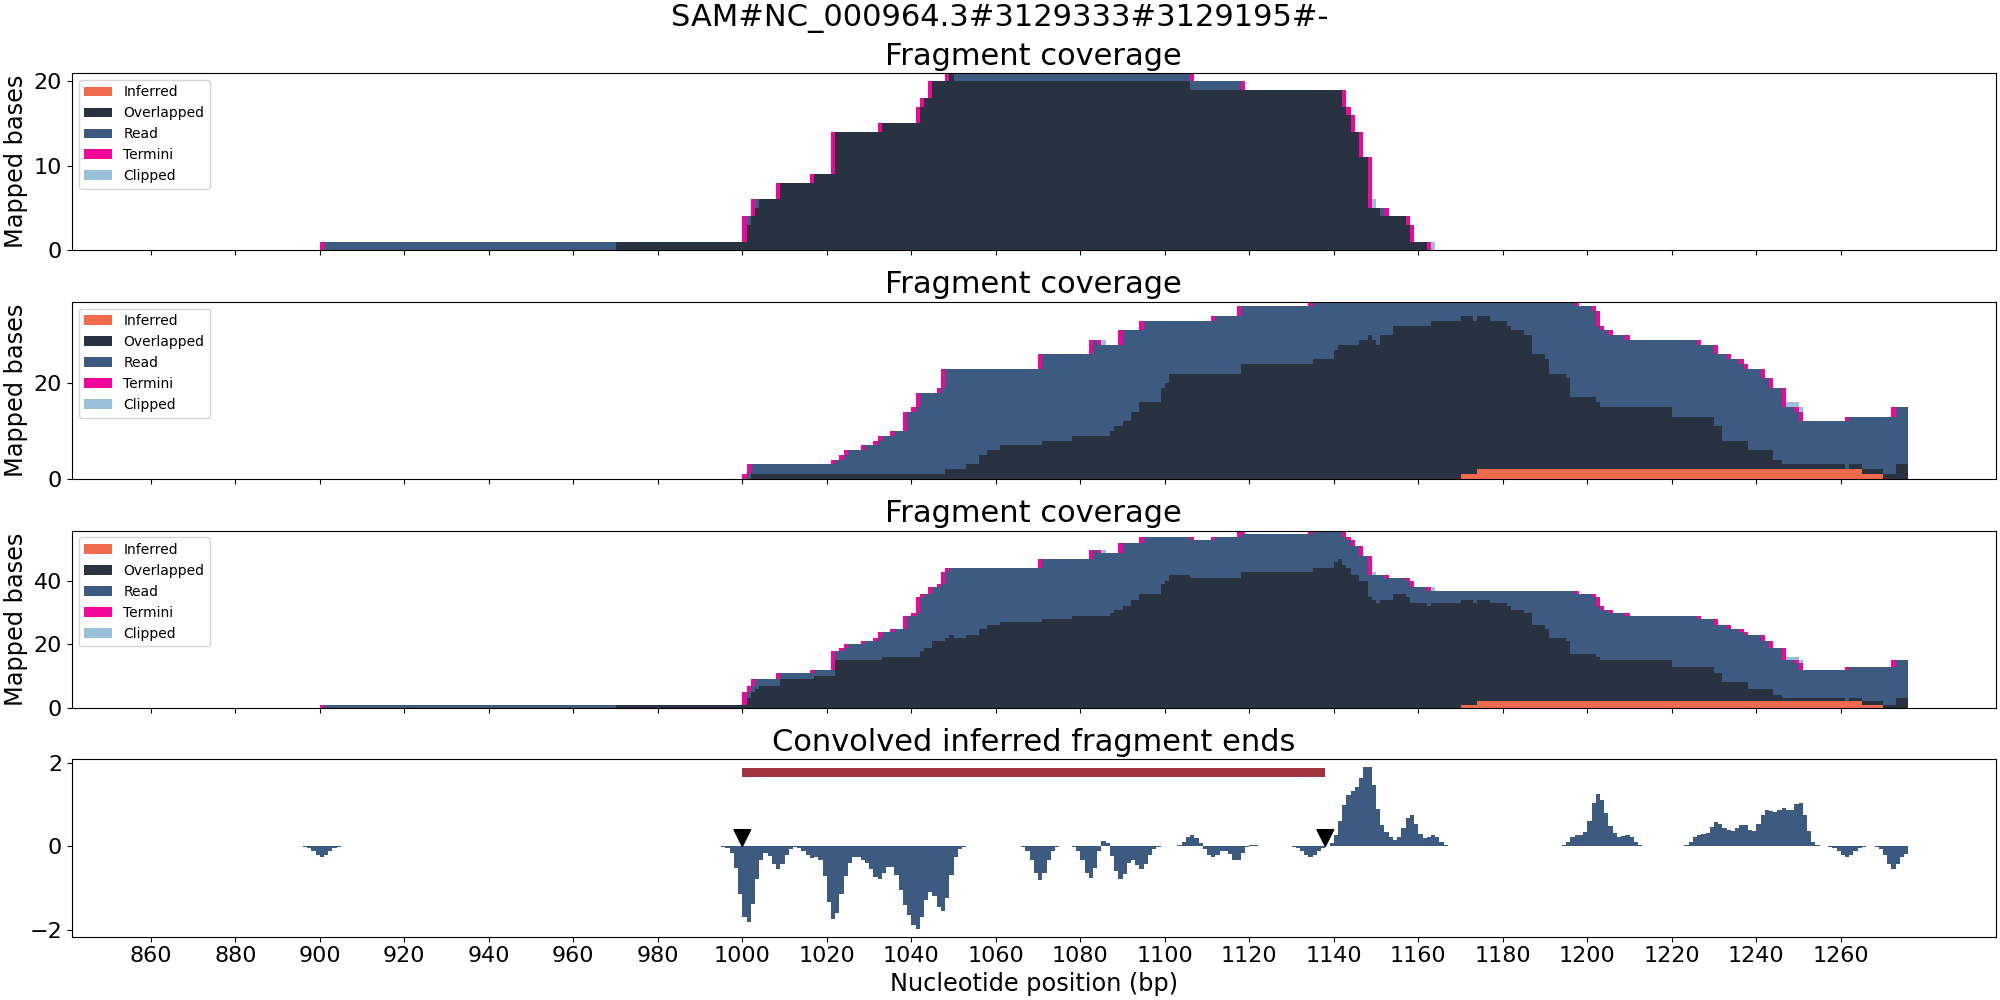 SAM#NC_000964.3#3129333#3129195#-
Fragment coverage
20
10
0
Mapped bases
Inferred
Overlapped
Read
Termini
Clipped
Fragment coverage
20
0
Mapped bases
Inferred
Overlapped
Read
Termini
Clipped
Fragment coverage
40
20
0
Mapped bases
Inferred
Overlapped
Read
Termini
Clipped
Convolved inferred fragment ends
2
0
−2
860 880 900 920 940 960 980 1000 1020 1040 1060 1080 1100 1120 1140 1160 1180 1200 1220 1240 1260
Nucleotide position (bp)